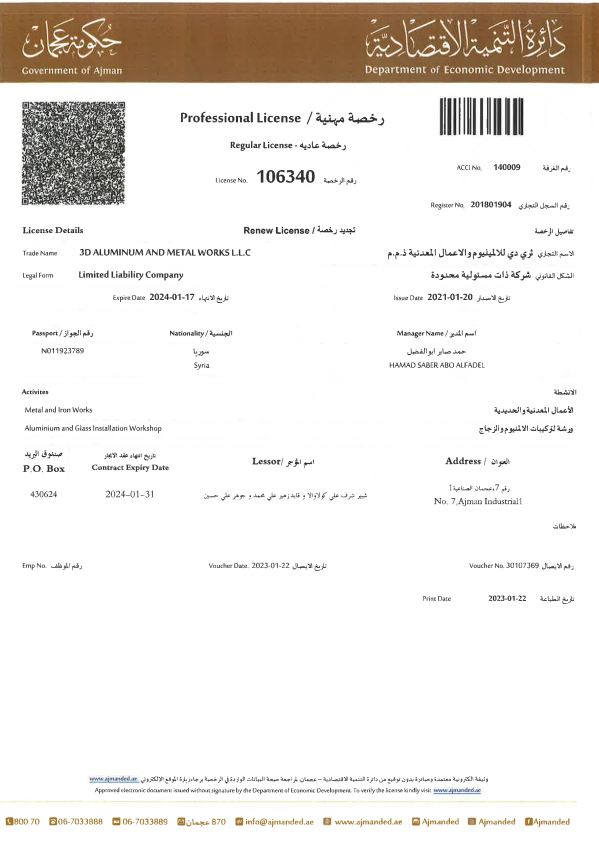 حكومة عجمان
Government of Ajman
دائرة التنمية الاقتصادية
Department of Economic Development
Professional License / رخصة مهنية
Regular License - رخصة عاديه
License No. 106340 رقم الرخصة
ACCI No. 140009 رقم الغرفة
Register No. 201801904 رقم السجل التجاري
License Details Renew License / تجديد رخصة تفاصيل الرخصة
Trade Name 3D ALUMINUM AND METAL WORKS L.L.C ثري دي للالمينيوم والاعمال المعدنية ذ.م.م الاسم التجاري
Legal Form Limited Liability Company شركة ذات مسئولية محدودة الشكل القانوني
Expire Date 2024-01-17 تاريخ الانتهاء Issue Date 2021-01-20 تاريخ الاصدار
Passport / رقم الجواز Nationality / الجنسية Manager Name / اسم المدير
N011923789 سوريا حمد صابر ابو الفضل
Syria HAMAD SABER ABO ALFADEL
Activites الانشطة
Metal and Iron Works الأعمال المعدنية والحديدية
Aluminium and Glass Installation Workshop ورشة لتركيبات الالمنيوم والزجاج
صندوق البريد تاريخ انتهاء عقد الايجار
P.O. Box Contract Expiry Date Lessor/ اسم المؤجر Address / العنوان
430624 2024-01-31 شبير شرف علي كولاوالا و قايد زهير علي محمد و جوهر علي حسين رقم 7،عجمان الصناعية1
No. 7,Ajman Industrial1
ملاحظات
Emp No. رقم الموظف Voucher Date. 2023-01-22 تاريخ الايصال Voucher No. 30107369 رقم الايصال
Print Date 2023-01-22 تاريخ الطباعة
وثيقة الكترونية معتمدة وصادرة بدون توقيع من دائرة التنمية الاقتصادية – عجمان لمراجعة صحة البيانات الواردة في الرخصة برجاء زيارة الموقع الإلكتروني www.ajmanded.ae
Approved electronic document issued without signature by the Department of Economic Development. To verify the license kindly visit www.ajmanded.ae
800 70 06-7033888 06-7033889 870 عجمان info@ajmanded.ae www.ajmanded.ae Ajmanded Ajmanded Ajmanded